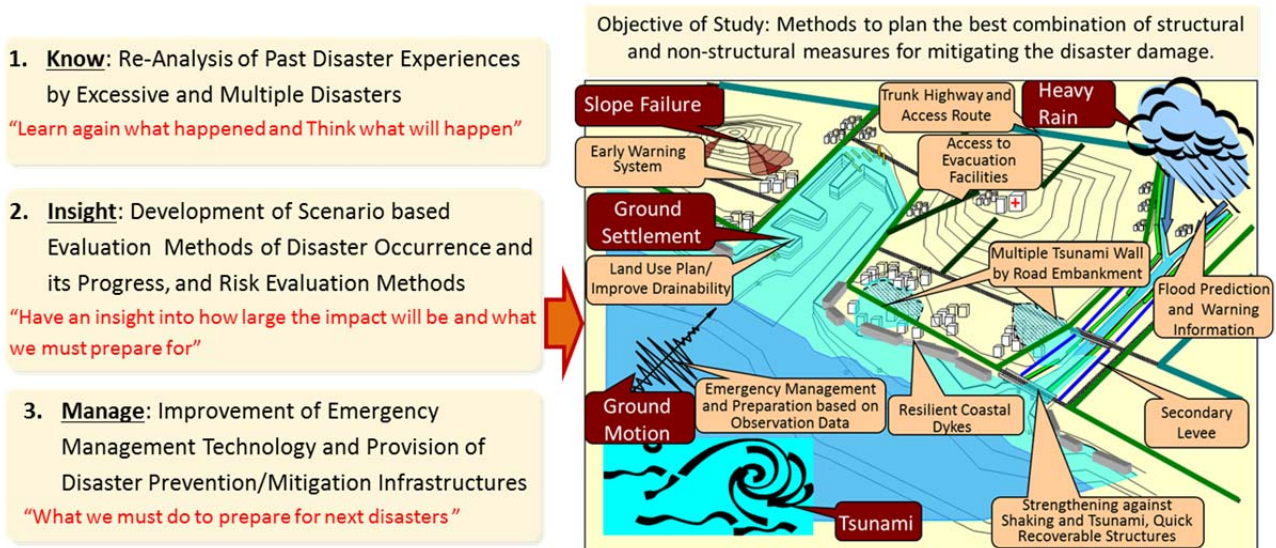 1. Know: Re-Analysis of Past Disaster Experiences
by Excessive and Multiple Disasters
“Learn again what happened and Think what will happen”
2. Insight: Development of Scenario based
Evaluation Methods of Disaster Occurrence and
its Progress, and Risk Evaluation Methods
“Have an insight into how large the impact will be and what
we must prepare for”
3. Manage: Improvement of Emergency
Management Technology and Provision of
Disaster Prevention/Mitigation Infrastructures
“What we must do to prepare for next disasters”
Objective of Study: Methods to plan the best combination of structural
and non-structural measures for mitigating the disaster damage.
Slope Failure
Trunk Highway and
Access Route
Heavy
Rain
Early Warning
System
Access to
Evacuation
Facilities
Ground
Settlement
Land Use Plan/
Improve Drainability
Multiple Tsunami Wall
by Road Embankment
Flood Prediction
and Warning
Information
Ground
Motion
Emergency Management
and Preparation based on
Observation Data
Resilient Coastal
Dykes
Secondary
Levee
Tsunami
Strengthening against
Shaking and Tsunami, Quick
Recoverable Structures